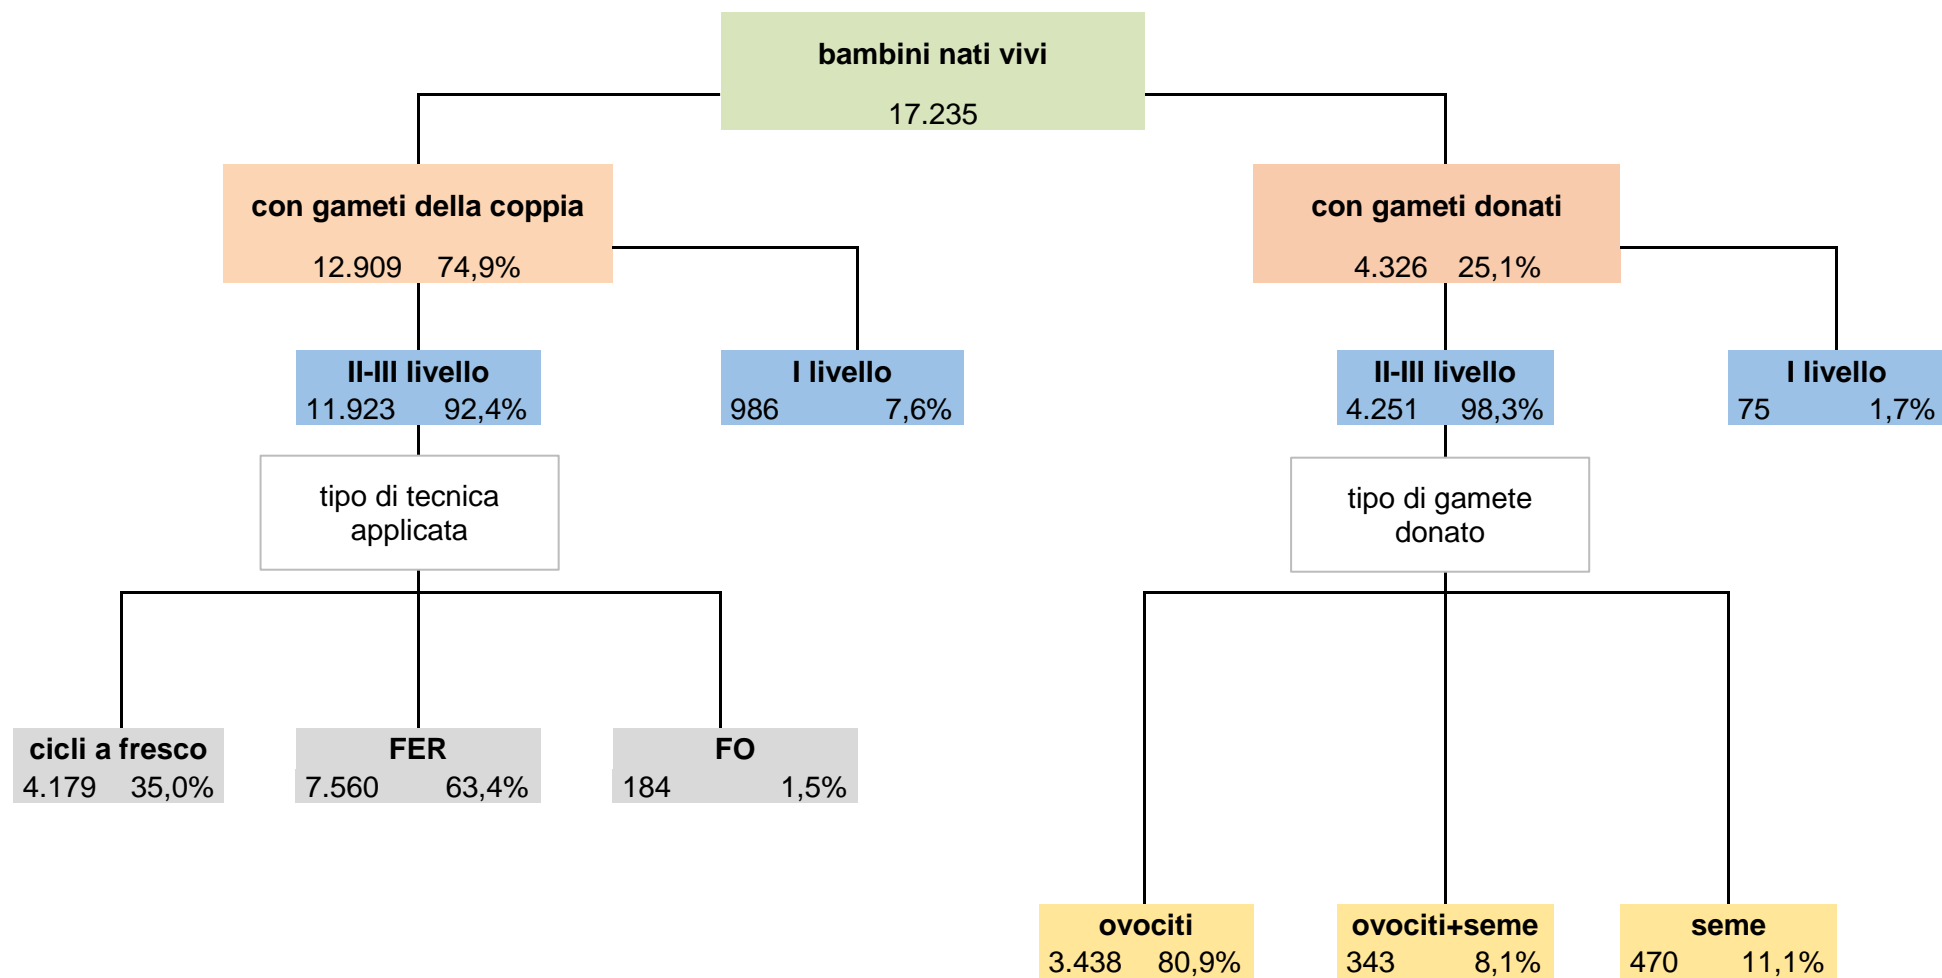 bambini nati vivi
17.235
con gameti della coppia
12.909 74,9%
con gameti donati
4.326 25,1%
II-III livello
11.923 92,4%
I livello
986 7,6%
II-III livello
4.251 98,3%
I livello
75 1,7%
tipo di tecnica
applicata
tipo di gamete
donato
cicli a fresco
4.179 35,0%
FER
7.560 63,4%
FO
184 1,5%
ovociti
3.438 80,9%
ovociti+seme
343 8,1%
seme
470 11,1%